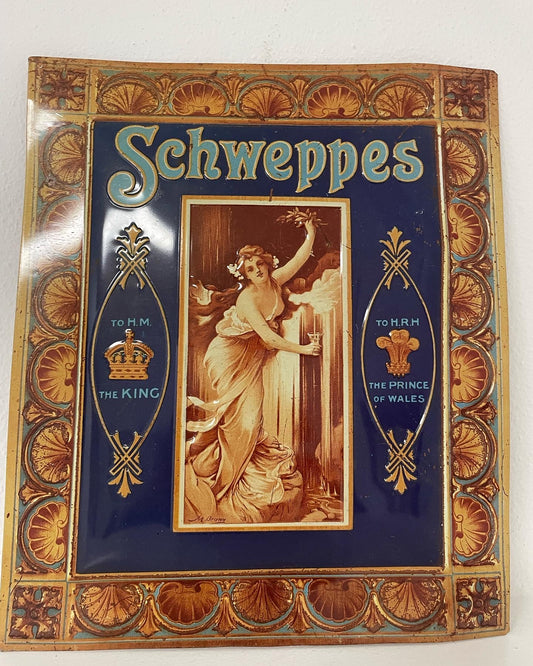 Schweppes
TO H.M.
THE KING
TO H.R.H
THE PRINCE
OF WALES